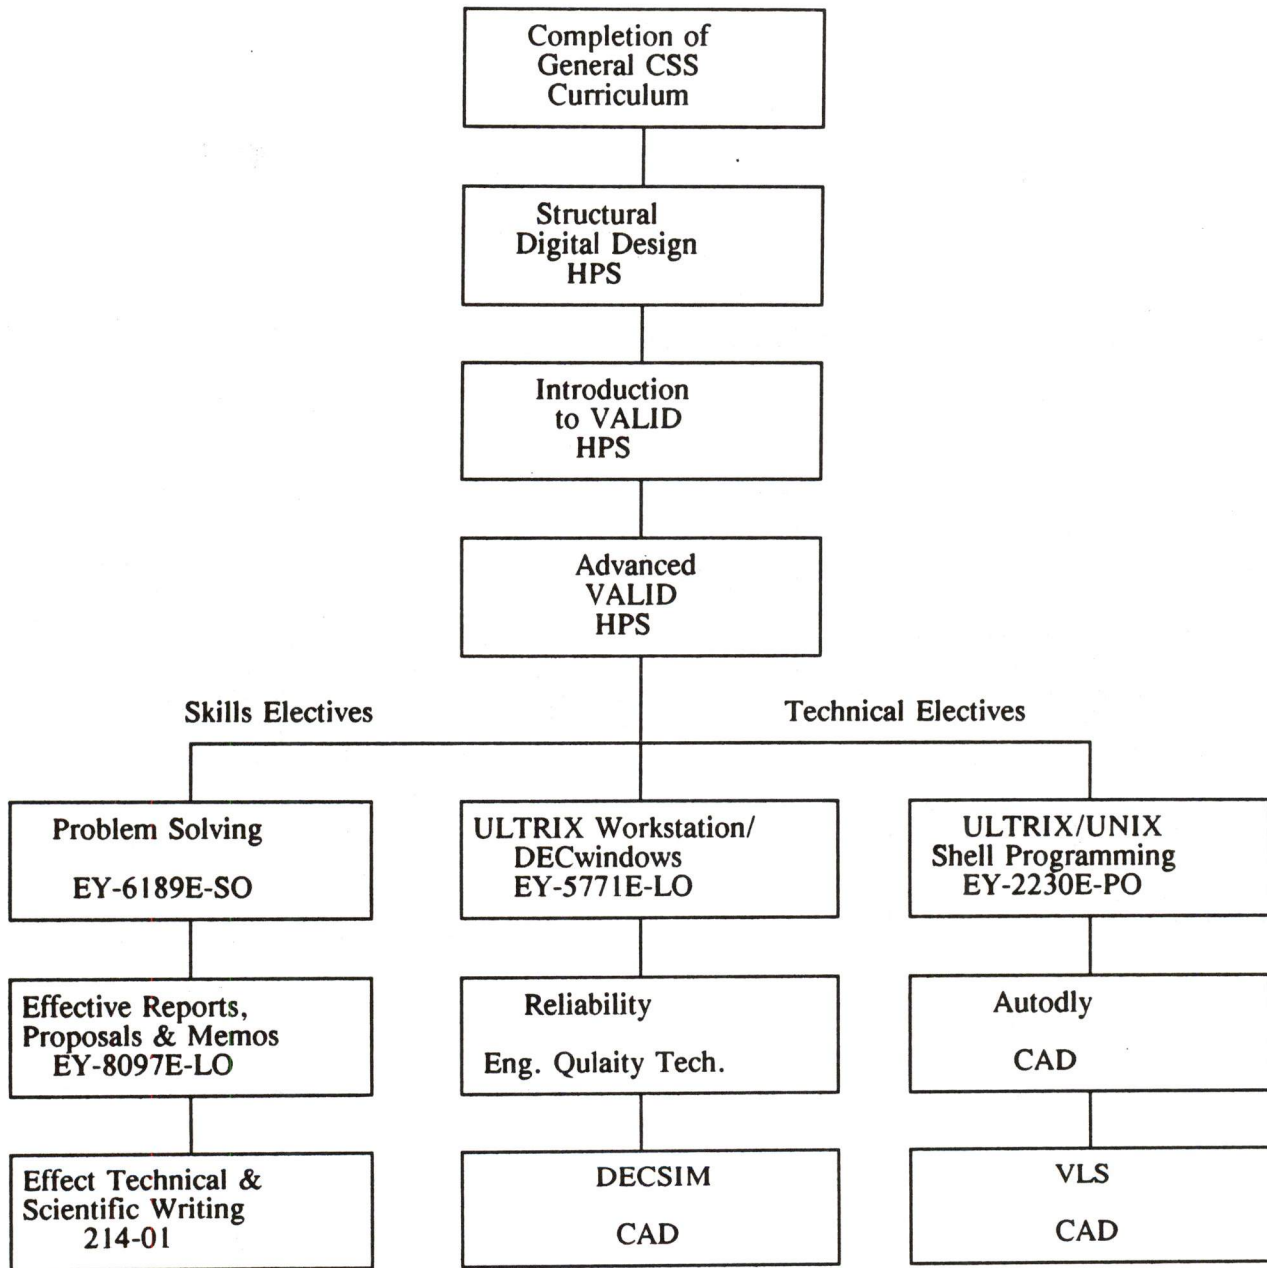 Completion of
General CSS
Curriculum
Structural
Digital Design
HPS
Introduction
to VALID
HPS
Advanced
VALID
HPS
Skills Electives
Technical Electives
Problem Solving
EY-6189E-SO
ULTRIX Workstation/
DECwindows
EY-5771E-LO
ULTRIX/UNIX
Shell Programming
EY-2230E-PO
Effective Reports,
Proposals & Memos
EY-8097E-LO
Reliability
Eng. Qulaity Tech.
Autodly
CAD
Effect Technical &
Scientific Writing
214-01
DECSIM
CAD
VLS
CAD